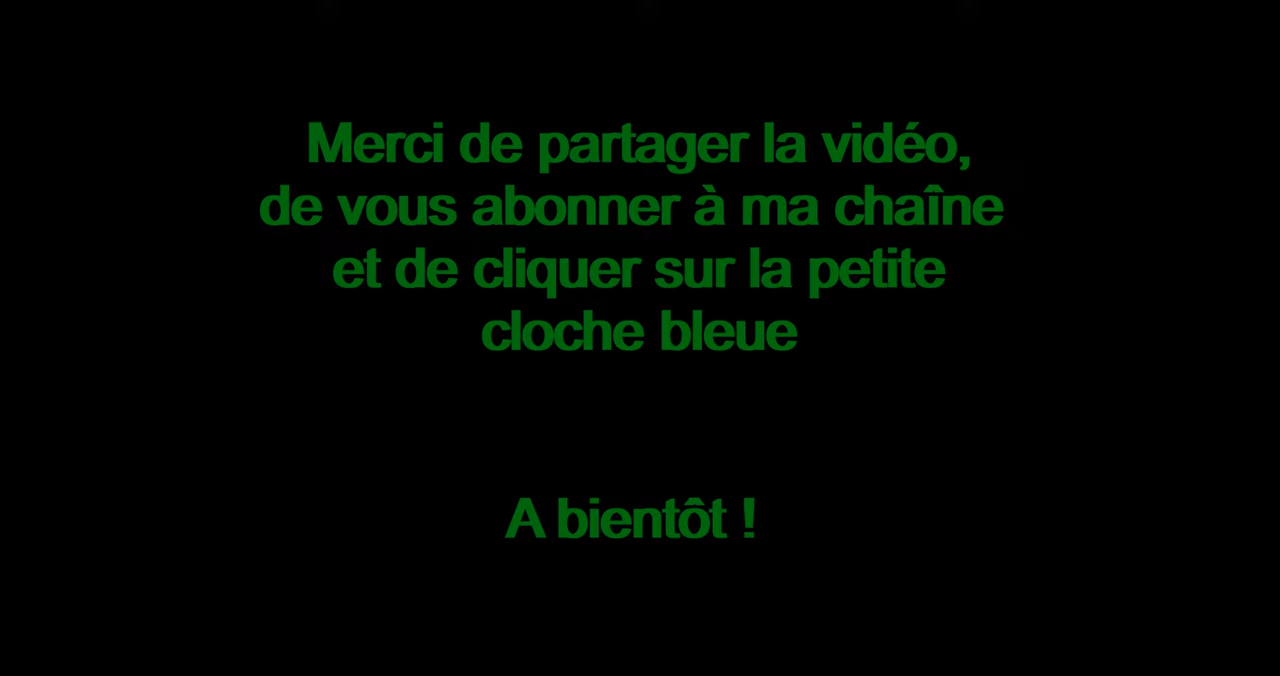 Merci de partager la vidéo,
de vous abonner à ma chaîne
et de cliquer sur la petite
cloche bleue
A bientôt !